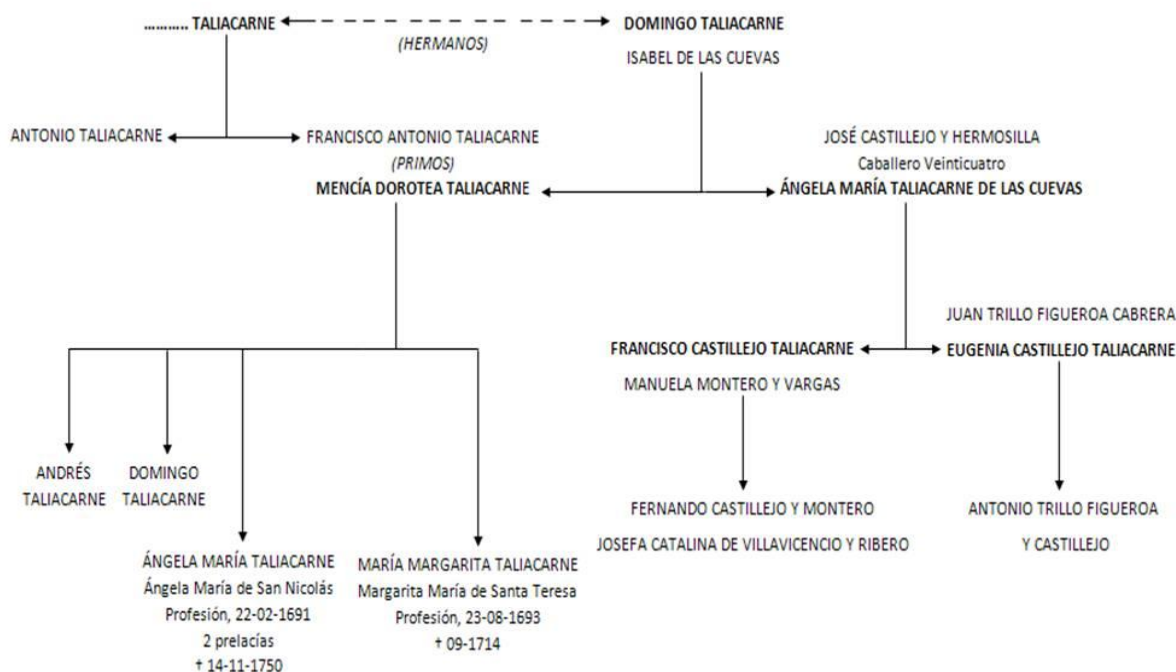 ........... TALIACARNE
DOMINGO TALIACARNE
(HERMANOS)
ISABEL DE LAS CUEVAS
ANTONIO TALIACARNE
FRANCISCO ANTONIO TALIACARNE
JOSÉ CASTILLEJO Y HERMOSILLA
(PRIMOS)
Caballero Veinticuatro
MENCÍA DOROTEA TALIACARNE
ÁNGELA MARÍA TALIACARNE DE LAS CUEVAS
JUAN TRILLO FIGUEROA CABRERA
FRANCISCO CASTILLEJO TALIACARNE
EUGENIA CASTILLEJO TALIACARNE
MANUELA MONTERO Y VARGAS
ANDRÉS
TALIACARNE
DOMINGO
TALIACARNE
FERNANDO CASTILLEJO Y MONTERO
JOSEFA CATALINA DE VILLAVICENCIO Y RIBERO
ANTONIO TRILLO FIGUEROA
Y CASTILLEJO
ÁNGELA MARÍA TALIACARNE
Ángela María de San Nicolás
Profesión, 22-02-1691
2 prelacías
† 14-11-1750
MARÍA MARGARITA TALIACARNE
Margarita María de Santa Teresa
Profesión, 23-08-1693
† 09-1714